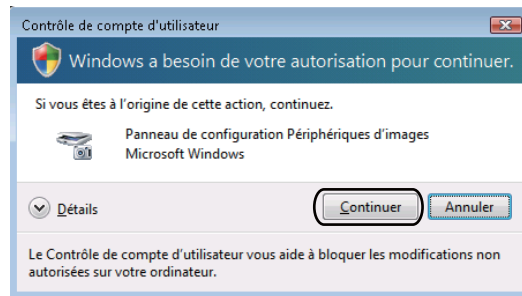 Contrôle de compte d'utilisateur
Windows a besoin de votre autorisation pour continuer.
Si vous êtes à l'origine de cette action, continuez.
Panneau de configuration Périphériques d'images
Microsoft Windows
Détails
Continuer
Annuler
Le Contrôle de compte d'utilisateur vous aide à bloquer les modifications non
autorisées sur votre ordinateur.